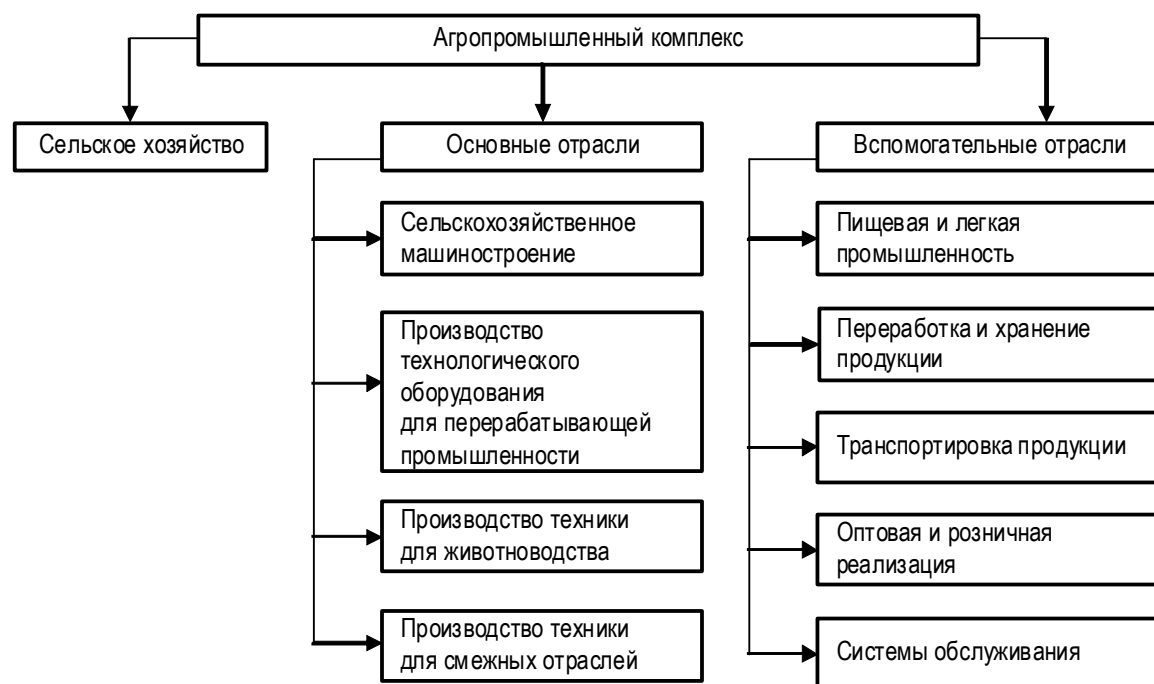 Агропромышленный комплекс
Сельское хозяйство
Основные отрасли
Вспомогательные отрасли
Сельскохозяйственное
машиностроение
Производство
технологического
оборудования
для перерабатывающей
промышленности
Производство техники
для животноводства
Производство техники
для смежных отраслей
Пищевая и легкая
промышленность
Переработка и хранение
продукции
Транспортировка продукции
Оптовая и розничная
реализация
Системы обслуживания